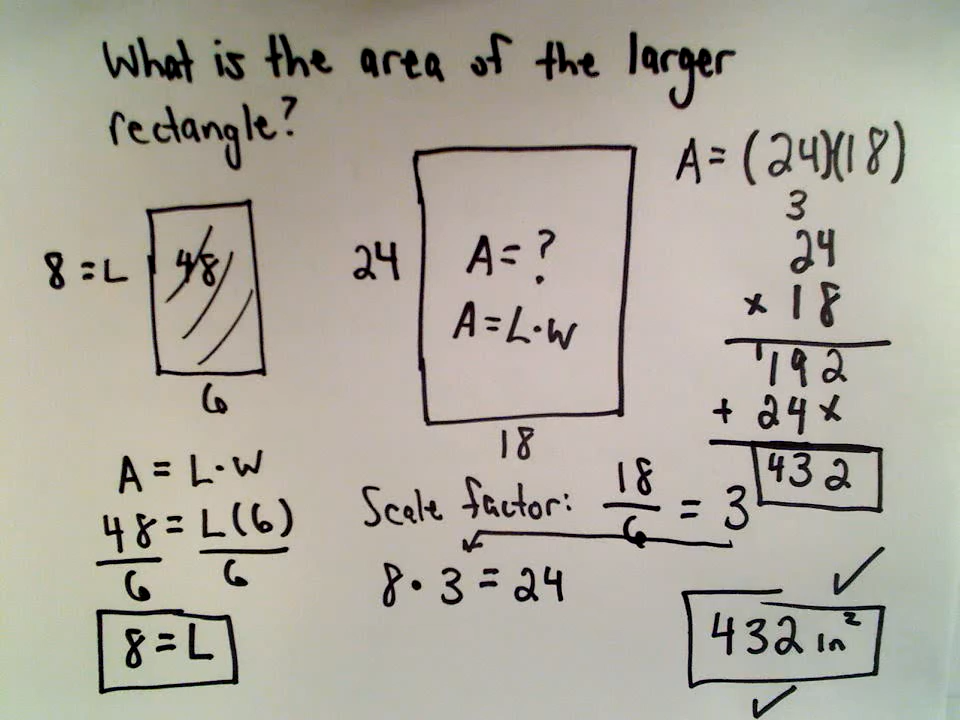 What is the area of the larger
rectangle?
8 = L
48
6
A = L·W
48 = L(6)
6 6
8 = L
24
A = ?
A = L·W
18
Scale factor: 18/6 = 3
8 · 3 = 24
A = (24)(18)
3
24
× 18
1
192
+ 24×
432
432 in²